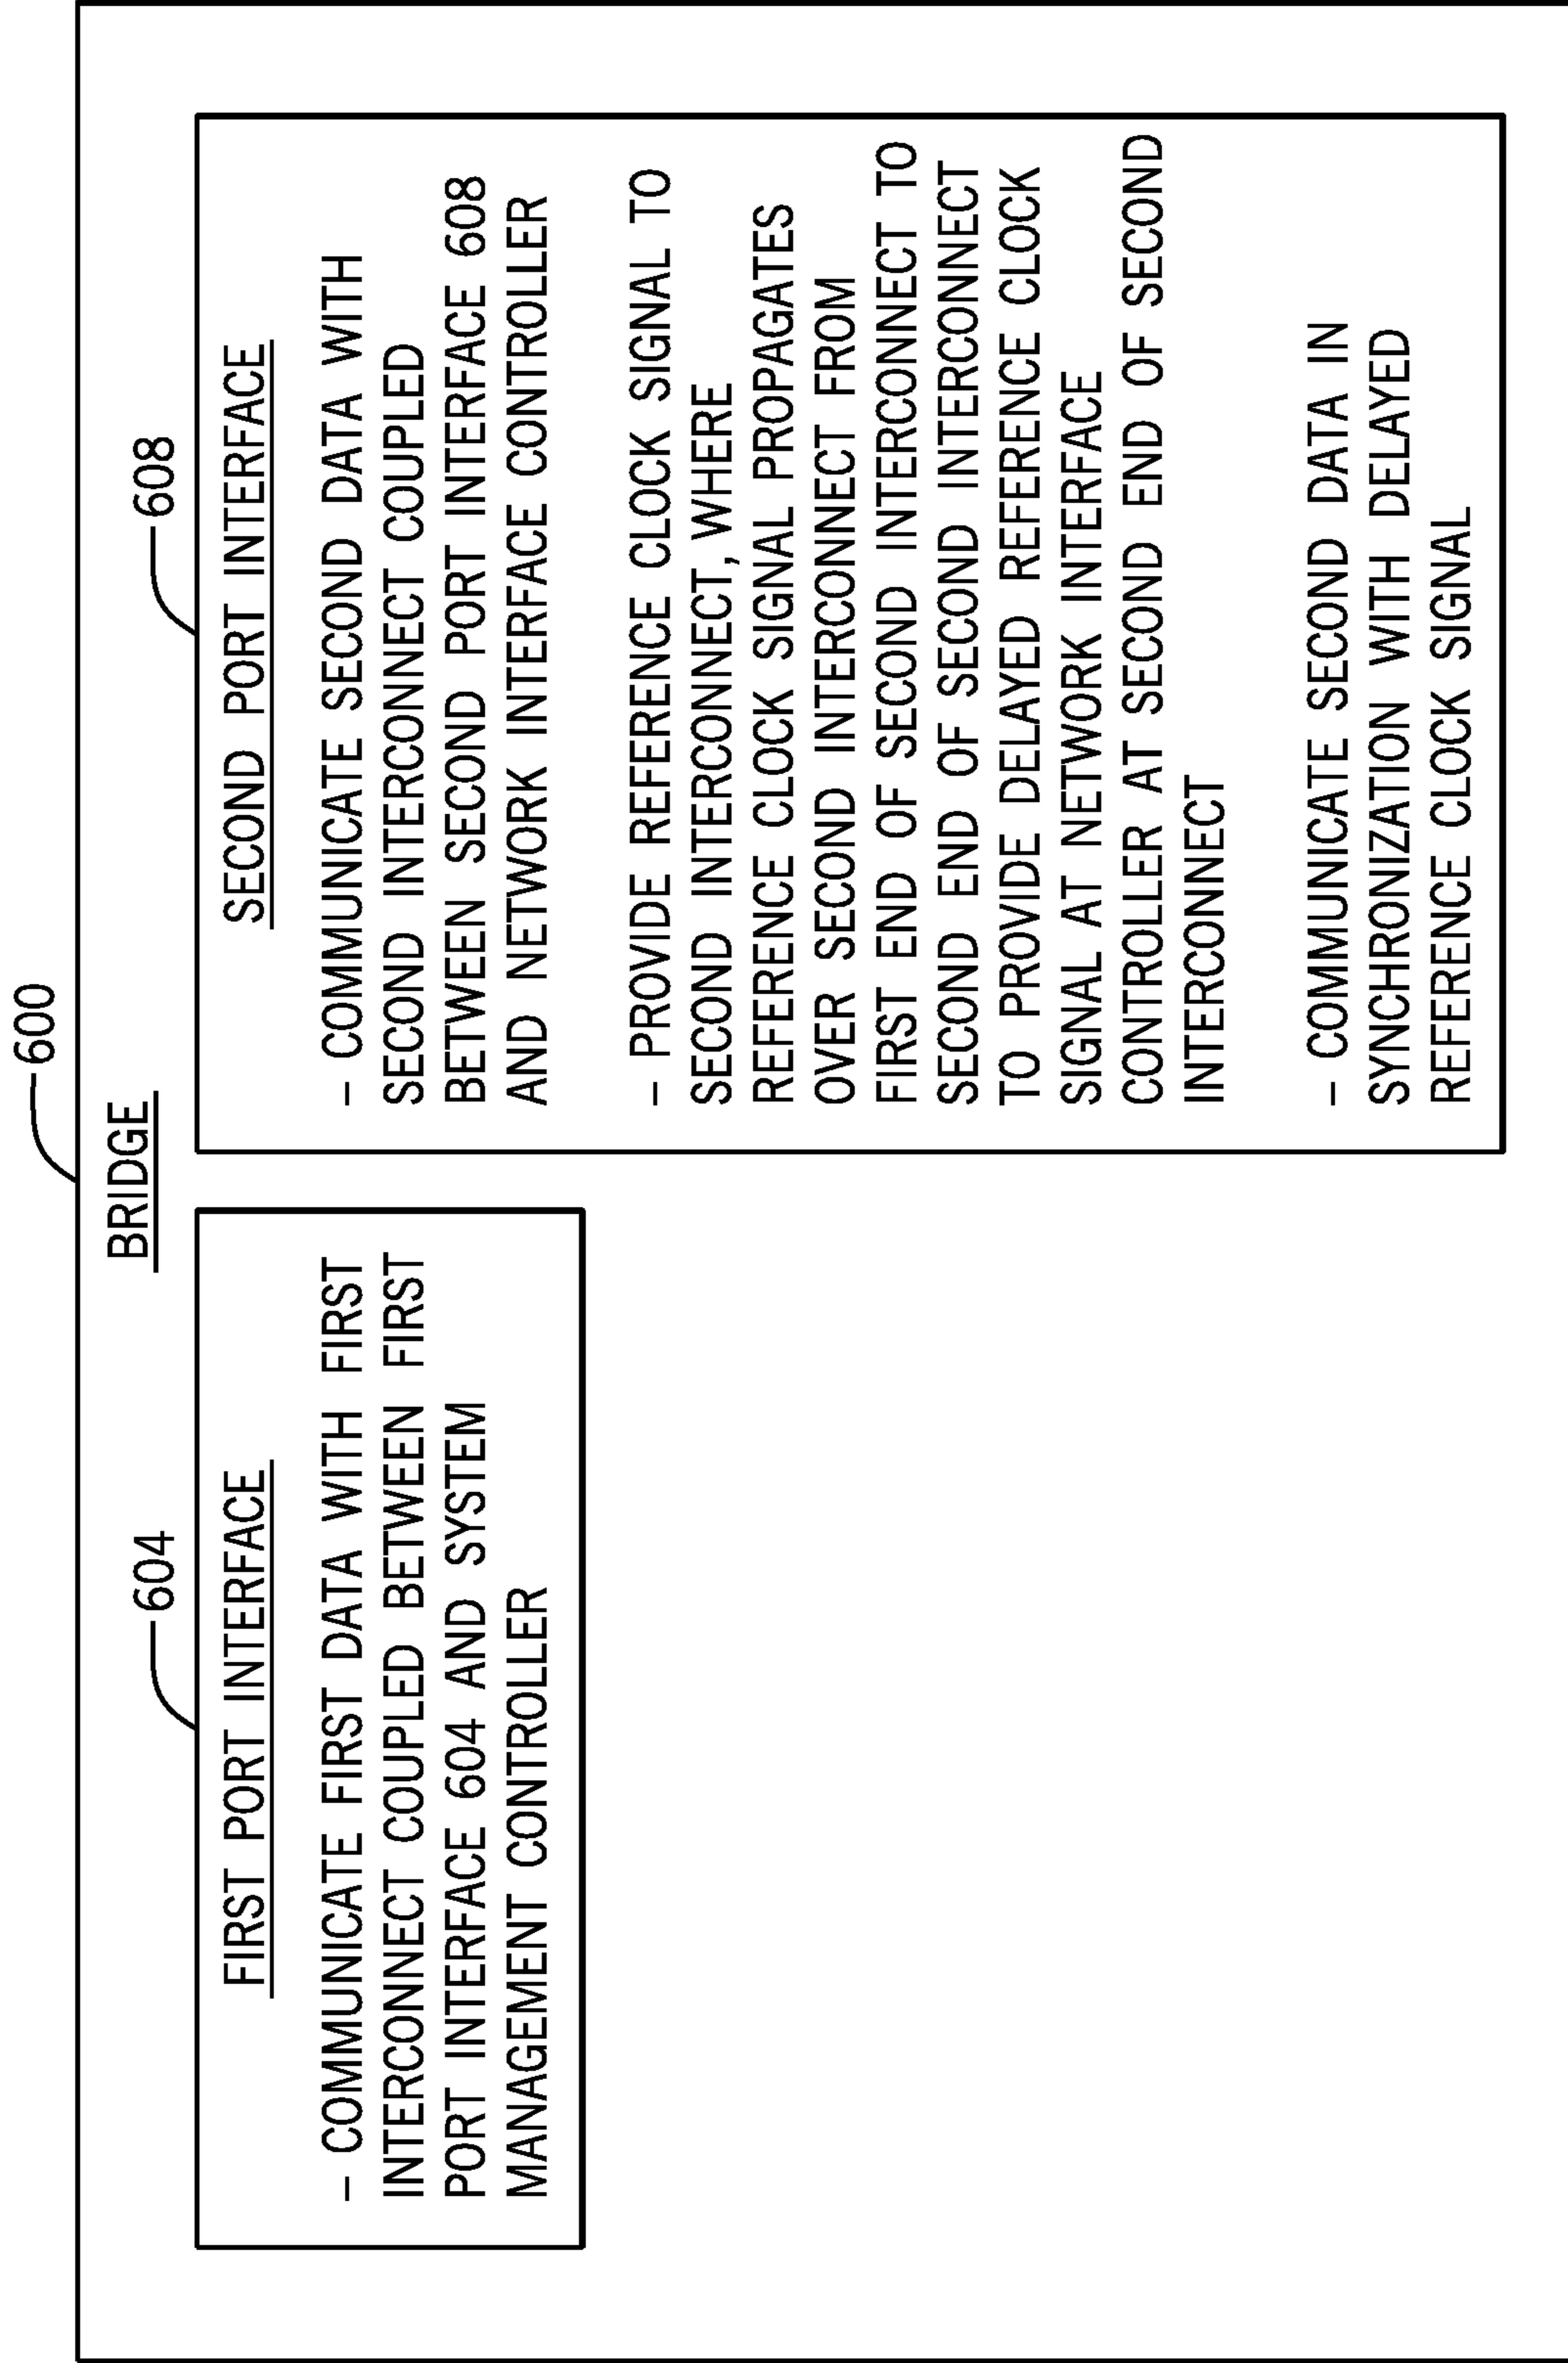 600
BRIDGE
604
FIRST PORT INTERFACE
– COMMUNICATE FIRST DATA WITH FIRST
INTERCONNECT COUPLED BETWEEN FIRST
PORT INTERFACE 604 AND SYSTEM
MANAGEMENT CONTROLLER
608
SECOND PORT INTERFACE
– COMMUNICATE SECOND DATA WITH
SECOND INTERCONNECT COUPLED
BETWEEN SECOND PORT INTERFACE 608
AND NETWORK INTERFACE CONTROLLER
– PROVIDE REFERENCE CLOCK SIGNAL TO
SECOND INTERCONNECT, WHERE
REFERENCE CLOCK SIGNAL PROPAGATES
OVER SECOND INTERCONNECT FROM
FIRST END OF SECOND INTERCONNECT TO
SECOND END OF SECOND INTERCONNECT
TO PROVIDE DELAYED REFERENCE CLOCK
SIGNAL AT NETWORK INTERFACE
CONTROLLER AT SECOND END OF SECOND
INTERCONNECT
– COMMUNICATE SECOND DATA IN
SYNCHRONIZATION WITH DELAYED
REFERENCE CLOCK SIGNAL